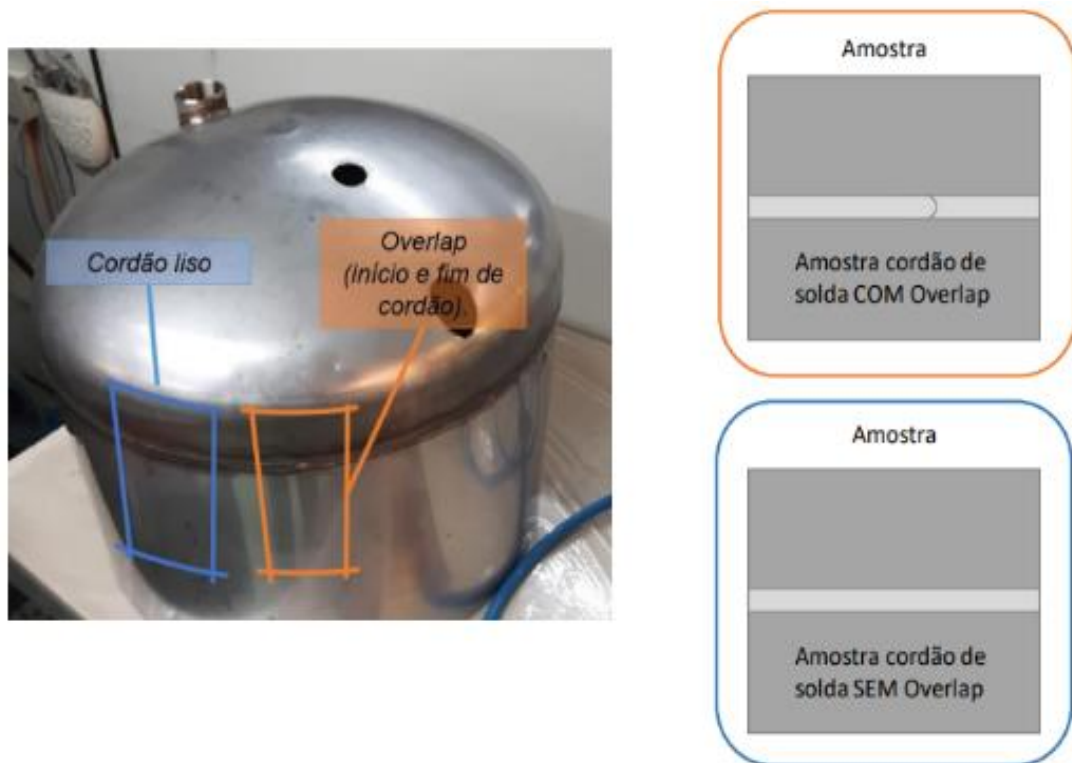 Cordão liso
Overlap
(início e fim de
cordão).
Amostra
Amostra cordão de
solda COM Overlap
Amostra
Amostra cordão de
solda SEM Overlap